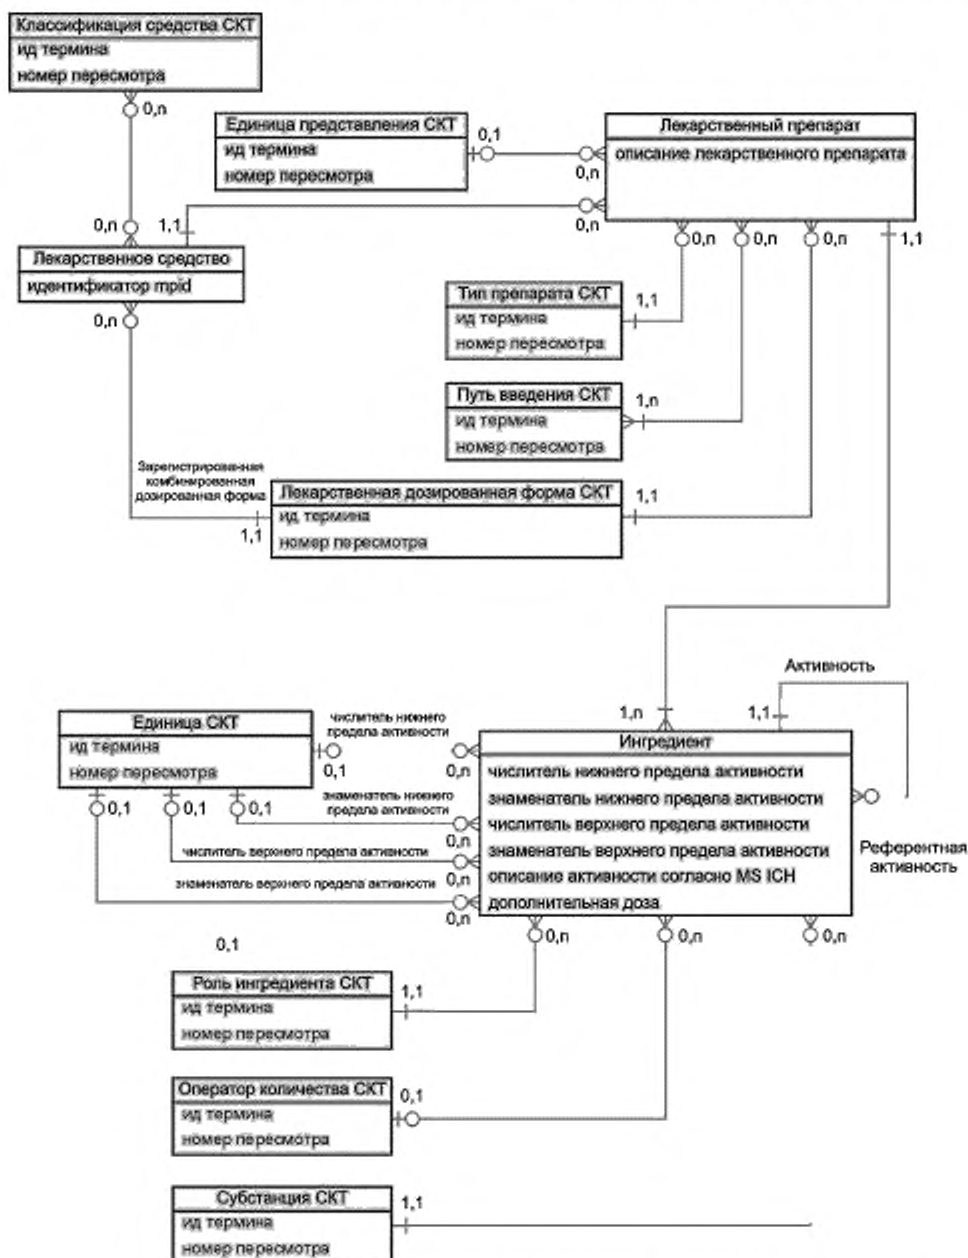 Классификация средства СКТ
ид термина
номер пересмотра
0,n
Единица представления СКТ
ид термина
номер пересмотра
0,1
0,n
Лекарственный препарат
описание лекарственного препарата
0,n
0,n
1,1
Лекарственное средство
идентификатор mpid
0,n
0,n
0,n
0,n
1,1
Тип препарата СКТ
ид термина
номер пересмотра
1,1
Путь введения СКТ
ид термина
номер пересмотра
1,n
Зарегистрированная
комбинированная
дозированная форма
1,1
Лекарственная дозированная форма СКТ
ид термина
номер пересмотра
1,1
Активность
1,n
1,1
Единица СКТ
ид термина
номер пересмотра
числитель нижнего
предела активности
0,1
0,n
0,1
0,1
0,1
знаменатель нижнего
предела активности
0,n
числитель верхнего предела активности
0,n
знаменатель верхнего предела активности
0,n
Ингредиент
числитель нижнего предела активности
знаменатель нижнего предела активности
числитель верхнего предела активности
знаменатель верхнего предела активности
описание активности согласно MS ICH
дополнительная доза
Референтная
активность
0,n
0,n
0,n
0,1
Роль ингредиента СКТ
ид термина
номер пересмотра
1,1
Оператор количества СКТ
ид термина
номер пересмотра
0,1
Субстанция СКТ
ид термина
номер пересмотра
1,1